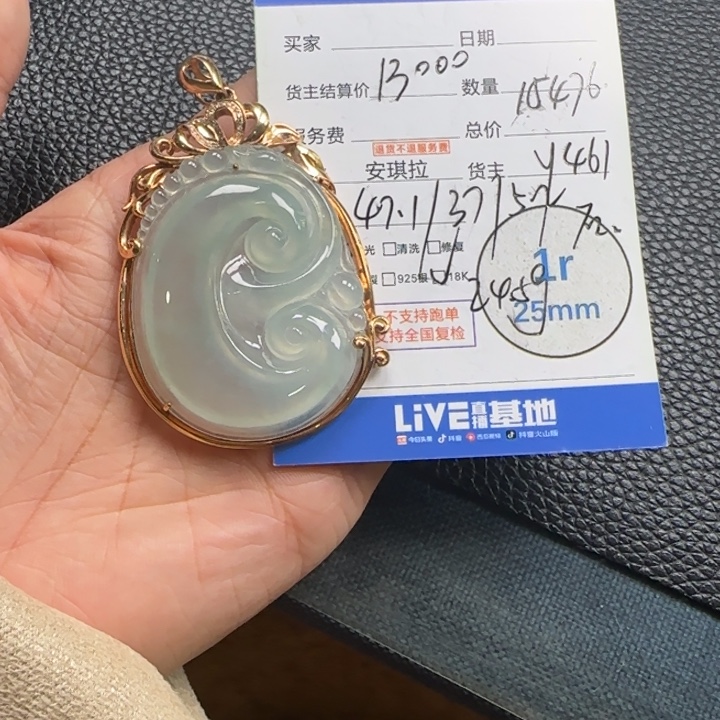 买家 日期
货主结算价 13000 数量 15476
服务费 总价
退货不退服务费
安琪拉 货主 Y461
47.1/37/5.2
光 清洗 修复
925银 18K
24.59
1r
25mm
不支持跑单
支持全国复检
LiVE直播基地
今日头条 抖音 西瓜视频 抖音火山版